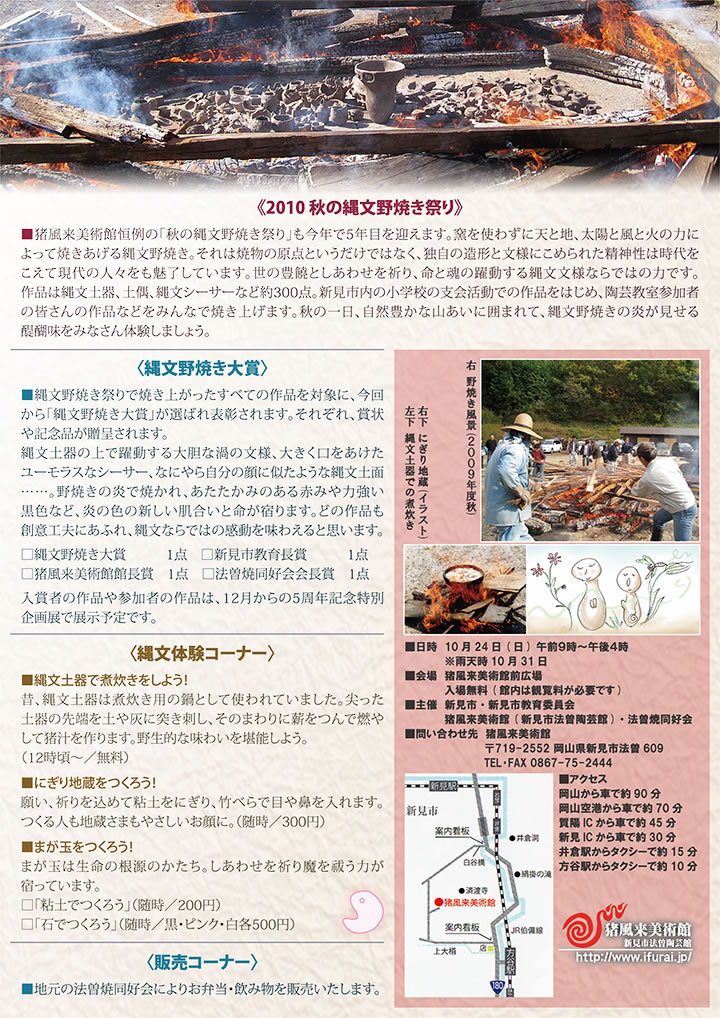 《2010 秋の縄文野焼き祭り》
■猪風来美術館恒例の「秋の縄文野焼き祭り」も今年で5年目を迎えます。窯を使わずに天と地、太陽と風と火の力に
よって焼きあげる縄文野焼き。それは焼物の原点というだけではなく、独自の造形と文様にこめられた精神性は時代を
こえて現代の人々をも魅了しています。世の豊饒としあわせを祈り、命と魂の躍動する縄文文様ならではの力です。
作品は縄文土器、土偶、縄文シーサーなど約300点。新見市内の小学校の支会活動での作品をはじめ、陶芸教室参加者
の皆さんの作品などをみんなで焼き上げます。秋の一日、自然豊かな山あいに囲まれて、縄文野焼きの炎が見せる
醍醐味をみなさん体験しましょう。
〈縄文野焼き大賞〉
■縄文野焼き祭りで焼き上がったすべての作品を対象に、今回
から「縄文野焼き大賞」が選ばれ表彰されます。それぞれ、賞状
や記念品が贈呈されます。
縄文土器の上で躍動する大胆な渦の文様、大きく口をあけた
ユーモラスなシーサー、なにやら自分の顔に似たような縄文土面
……。野焼きの炎で焼かれ、あたたかみのある赤みや力強い
黒色など、炎の色の新しい肌合いと命が宿ります。どの作品も
創意工夫にあふれ、縄文ならではの感動を味わえると思います。
□縄文野焼き大賞 1点 □新見市教育長賞 1点
□猪風来美術館館長賞 1点 □法曽焼同好会会長賞 1点
入賞者の作品や参加者の作品は、12月からの5周年記念特別
企画展で展示予定です。
〈縄文体験コーナー〉
■縄文土器で煮炊きをしよう!
昔、縄文土器は煮炊き用の鍋として使われていました。尖った
土器の先端を土や灰に突き刺し、そのまわりに薪をつんで燃や
して猪汁を作ります。野生的な味わいを堪能しよう。
(12時頃〜/無料)
■にぎり地蔵をつくろう!
願い、祈りを込めて粘土をにぎり、竹べらで目や鼻を入れます。
つくる人も地蔵さまもやさしいお顔に。(随時/300円)
■まが玉をつくろう!
まが玉は生命の根源のかたち。しあわせを祈り魔を祓う力が
宿っています。
□「粘土でつくろう」(随時/200円)
□「石でつくろう」(随時/黒・ピンク・白各500円)
〈販売コーナー〉
■地元の法曽焼同好会によりお弁当・飲み物を販売いたします。
右 野焼き風景(2009年度秋)
右下 にぎり地蔵(イラスト)
左下 縄文土器での煮炊き
■日時 10月24日(日)午前9時〜午後4時
※雨天時10月31日
■会場 猪風来美術館前広場
入場無料(館内は観覧料が必要です)
■主催 新見市・新見市教育委員会
猪風来美術館(新見市法曽陶芸館)・法曽焼同好会
■問い合わせ先 猪風来美術館
〒719-2552 岡山県新見市法曽609
TEL・FAX 0867-75-2444
新見駅
新見市
案内看板
井倉洞
白谷橋
絹掛の滝
済渡寺
猪風来美術館
案内看板
JR伯備線
上大栢
店
方谷駅
180
■アクセス
岡山から車で約90分
岡山空港から車で約70分
賀陽ICから車で約45分
新見ICから車で約30分
井倉駅からタクシーで約15分
方谷駅からタクシーで約10分
猪風来美術館
新見市法曽陶芸館
http://www.ifurai.jp/